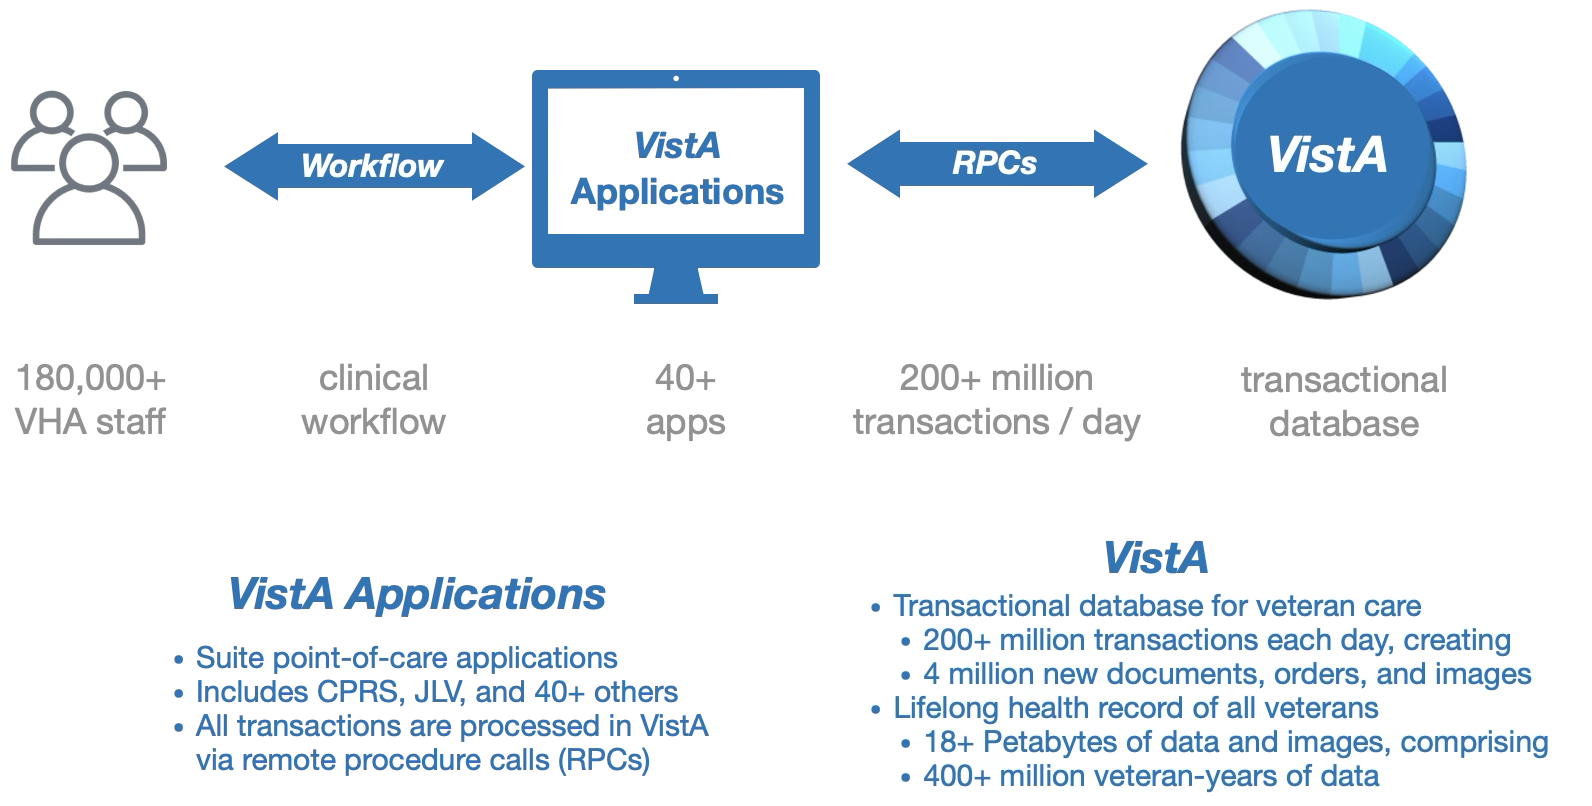 Workflow
VistA
Applications
RPCs
VistA
180,000+
VHA staff
clinical
workflow
40+
apps
200+ million
transactions / day
transactional
database
VistA Applications
• Suite point-of-care applications
• Includes CPRS, JLV, and 40+ others
• All transactions are processed in VistA
via remote procedure calls (RPCs)
VistA
• Transactional database for veteran care
• 200+ million transactions each day, creating
• 4 million new documents, orders, and images
• Lifelong health record of all veterans
• 18+ Petabytes of data and images, comprising
• 400+ million veteran-years of data